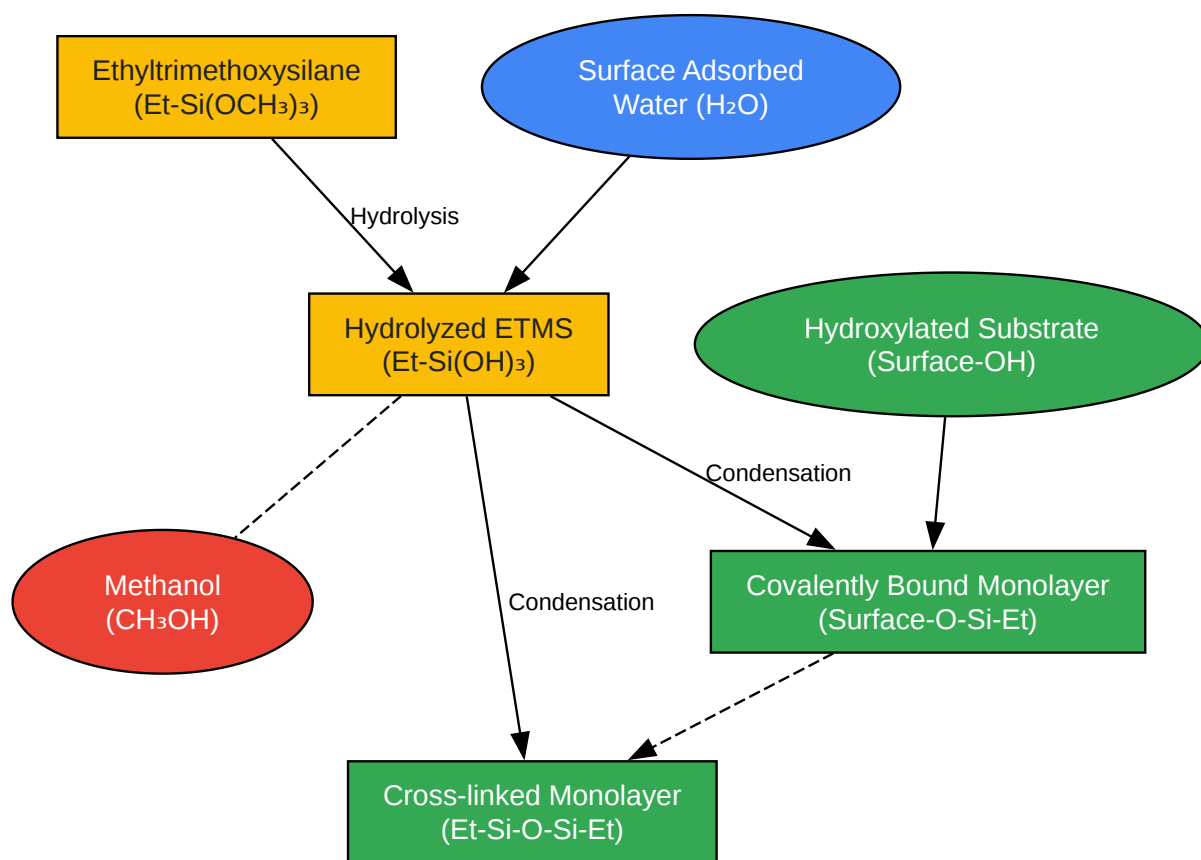 Ethyltrimethoxysilane
(Et-Si(OCH₃)₃)
Surface Adsorbed
Water (H₂O)
Hydrolysis
Hydrolyzed ETMS
(Et-Si(OH)₃)
Hydroxylated Substrate
(Surface-OH)
Condensation
Methanol
(CH₃OH)
Condensation
Covalently Bound Monolayer
(Surface-O-Si-Et)
Cross-linked Monolayer
(Et-Si-O-Si-Et)